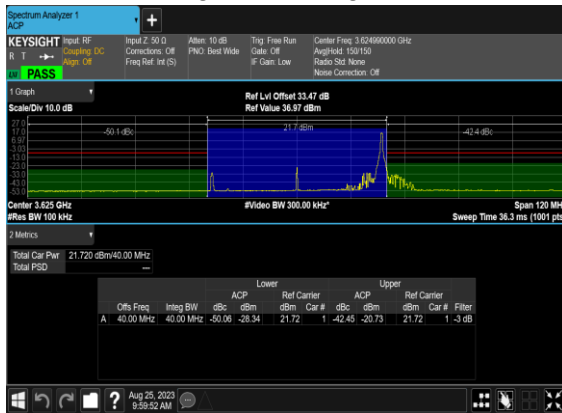 Spectrum Analyzer 1
ACP
+
KEYSIGHT Input: RF Input Z: 50 Ω Atten: 10 dB Trig: Free Run Center Freq: 3.624990000 GHz
R T Coupling: DC Corrections: Off PNO: Best Wide Gate: Off Avg|Hold: 150/150
Align: Off Freq Ref: Int (S) IF Gain: Low Radio Std: None
PASS Noise Correction: Off
1 Graph
Ref Lvl Offset 33.47 dB
Scale/Div 10.0 dB Ref Value 36.97 dBm
27.0
17.0 -50.1 dBc 21.7 dBm -42.4 dBc
6.97
-3.03
-13.0
-23.0
-33.0
-43.0
-53.0
Center 3.625 GHz #Video BW 300.00 kHz* Span 120 MHz
#Res BW 100 kHz Sweep Time 36.3 ms (1001 pts)
2 Metrics
Total Car Pwr 21.720 dBm/40.00 MHz
Total PSD ---
Lower Upper
ACP Ref Carrier ACP Ref Carrier
Offs Freq Integ BW dBc dBm dBm Car # dBc dBm dBm Car # Filter
A 40.00 MHz 40.00 MHz -50.06 -28.34 21.72 1 -42.45 -20.73 21.72 1 -3 dB
? Aug 25, 2023
9:59:52 AM